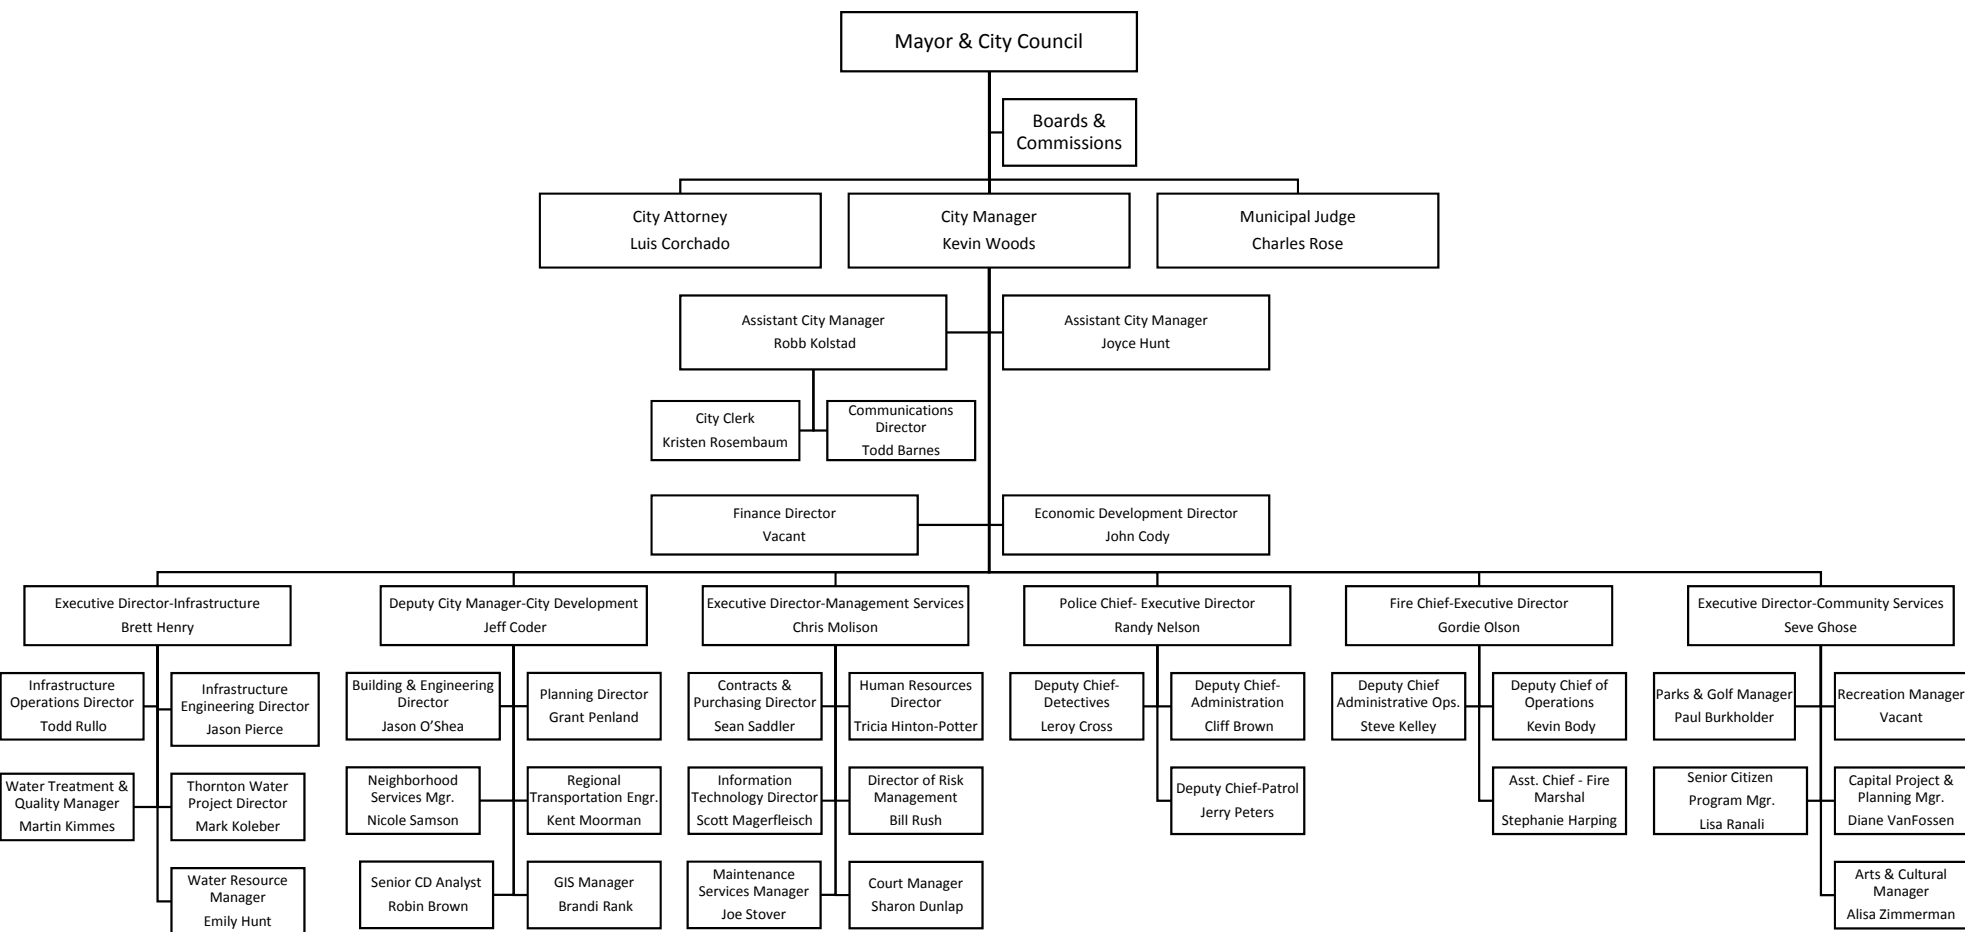 Mayor & City Council
Boards &
Commissions
City Attorney
Luis Corchado
City Manager
Kevin Woods
Municipal Judge
Charles Rose
Assistant City Manager
Robb Kolstad
Assistant City Manager
Joyce Hunt
City Clerk
Kristen Rosembaum
Communications
Director
Todd Barnes
Finance Director
Vacant
Economic Development Director
John Cody
Executive Director-Infrastructure
Brett Henry
Deputy City Manager-City Development
Jeff Coder
Executive Director-Management Services
Chris Molison
Police Chief- Executive Director
Randy Nelson
Fire Chief-Executive Director
Gordie Olson
Executive Director-Community Services
Seve Ghose
Infrastructure
Operations Director
Todd Rullo
Infrastructure
Engineering Director
Jason Pierce
Building & Engineering
Director
Jason O’Shea
Planning Director
Grant Penland
Contracts &
Purchasing Director
Sean Saddler
Human Resources
Director
Tricia Hinton-Potter
Deputy Chief-
Detectives
Leroy Cross
Deputy Chief-
Administration
Cliff Brown
Deputy Chief
Administrative Ops.
Steve Kelley
Deputy Chief of
Operations
Kevin Body
Parks & Golf Manager
Paul Burkholder
Recreation Manager
Vacant
Water Treatment &
Quality Manager
Martin Kimmes
Thornton Water
Project Director
Mark Koleber
Neighborhood
Services Mgr.
Nicole Samson
Regional
Transportation Engr.
Kent Moorman
Information
Technology Director
Scott Magerfleisch
Director of Risk
Management
Bill Rush
Deputy Chief-Patrol
Jerry Peters
Asst. Chief - Fire
Marshal
Stephanie Harping
Senior Citizen
Program Mgr.
Lisa Ranali
Capital Project &
Planning Mgr.
Diane VanFossen
Water Resource
Manager
Emily Hunt
Senior CD Analyst
Robin Brown
GIS Manager
Brandi Rank
Maintenance
Services Manager
Joe Stover
Court Manager
Sharon Dunlap
Arts & Cultural
Manager
Alisa Zimmerman